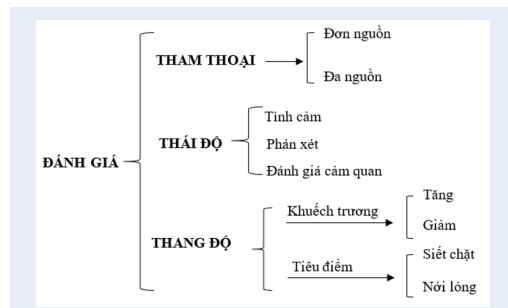 Đơn nguồn
THAM THOẠI
Đa nguồn
Tình cảm
THÁI ĐỘ
Phán xét
ĐÁNH GIÁ
Đánh giá cảm quan
Tăng
Khuếch trương
Giảm
THANG ĐỘ
Siết chặt
Tiêu điểm
Nới lỏng